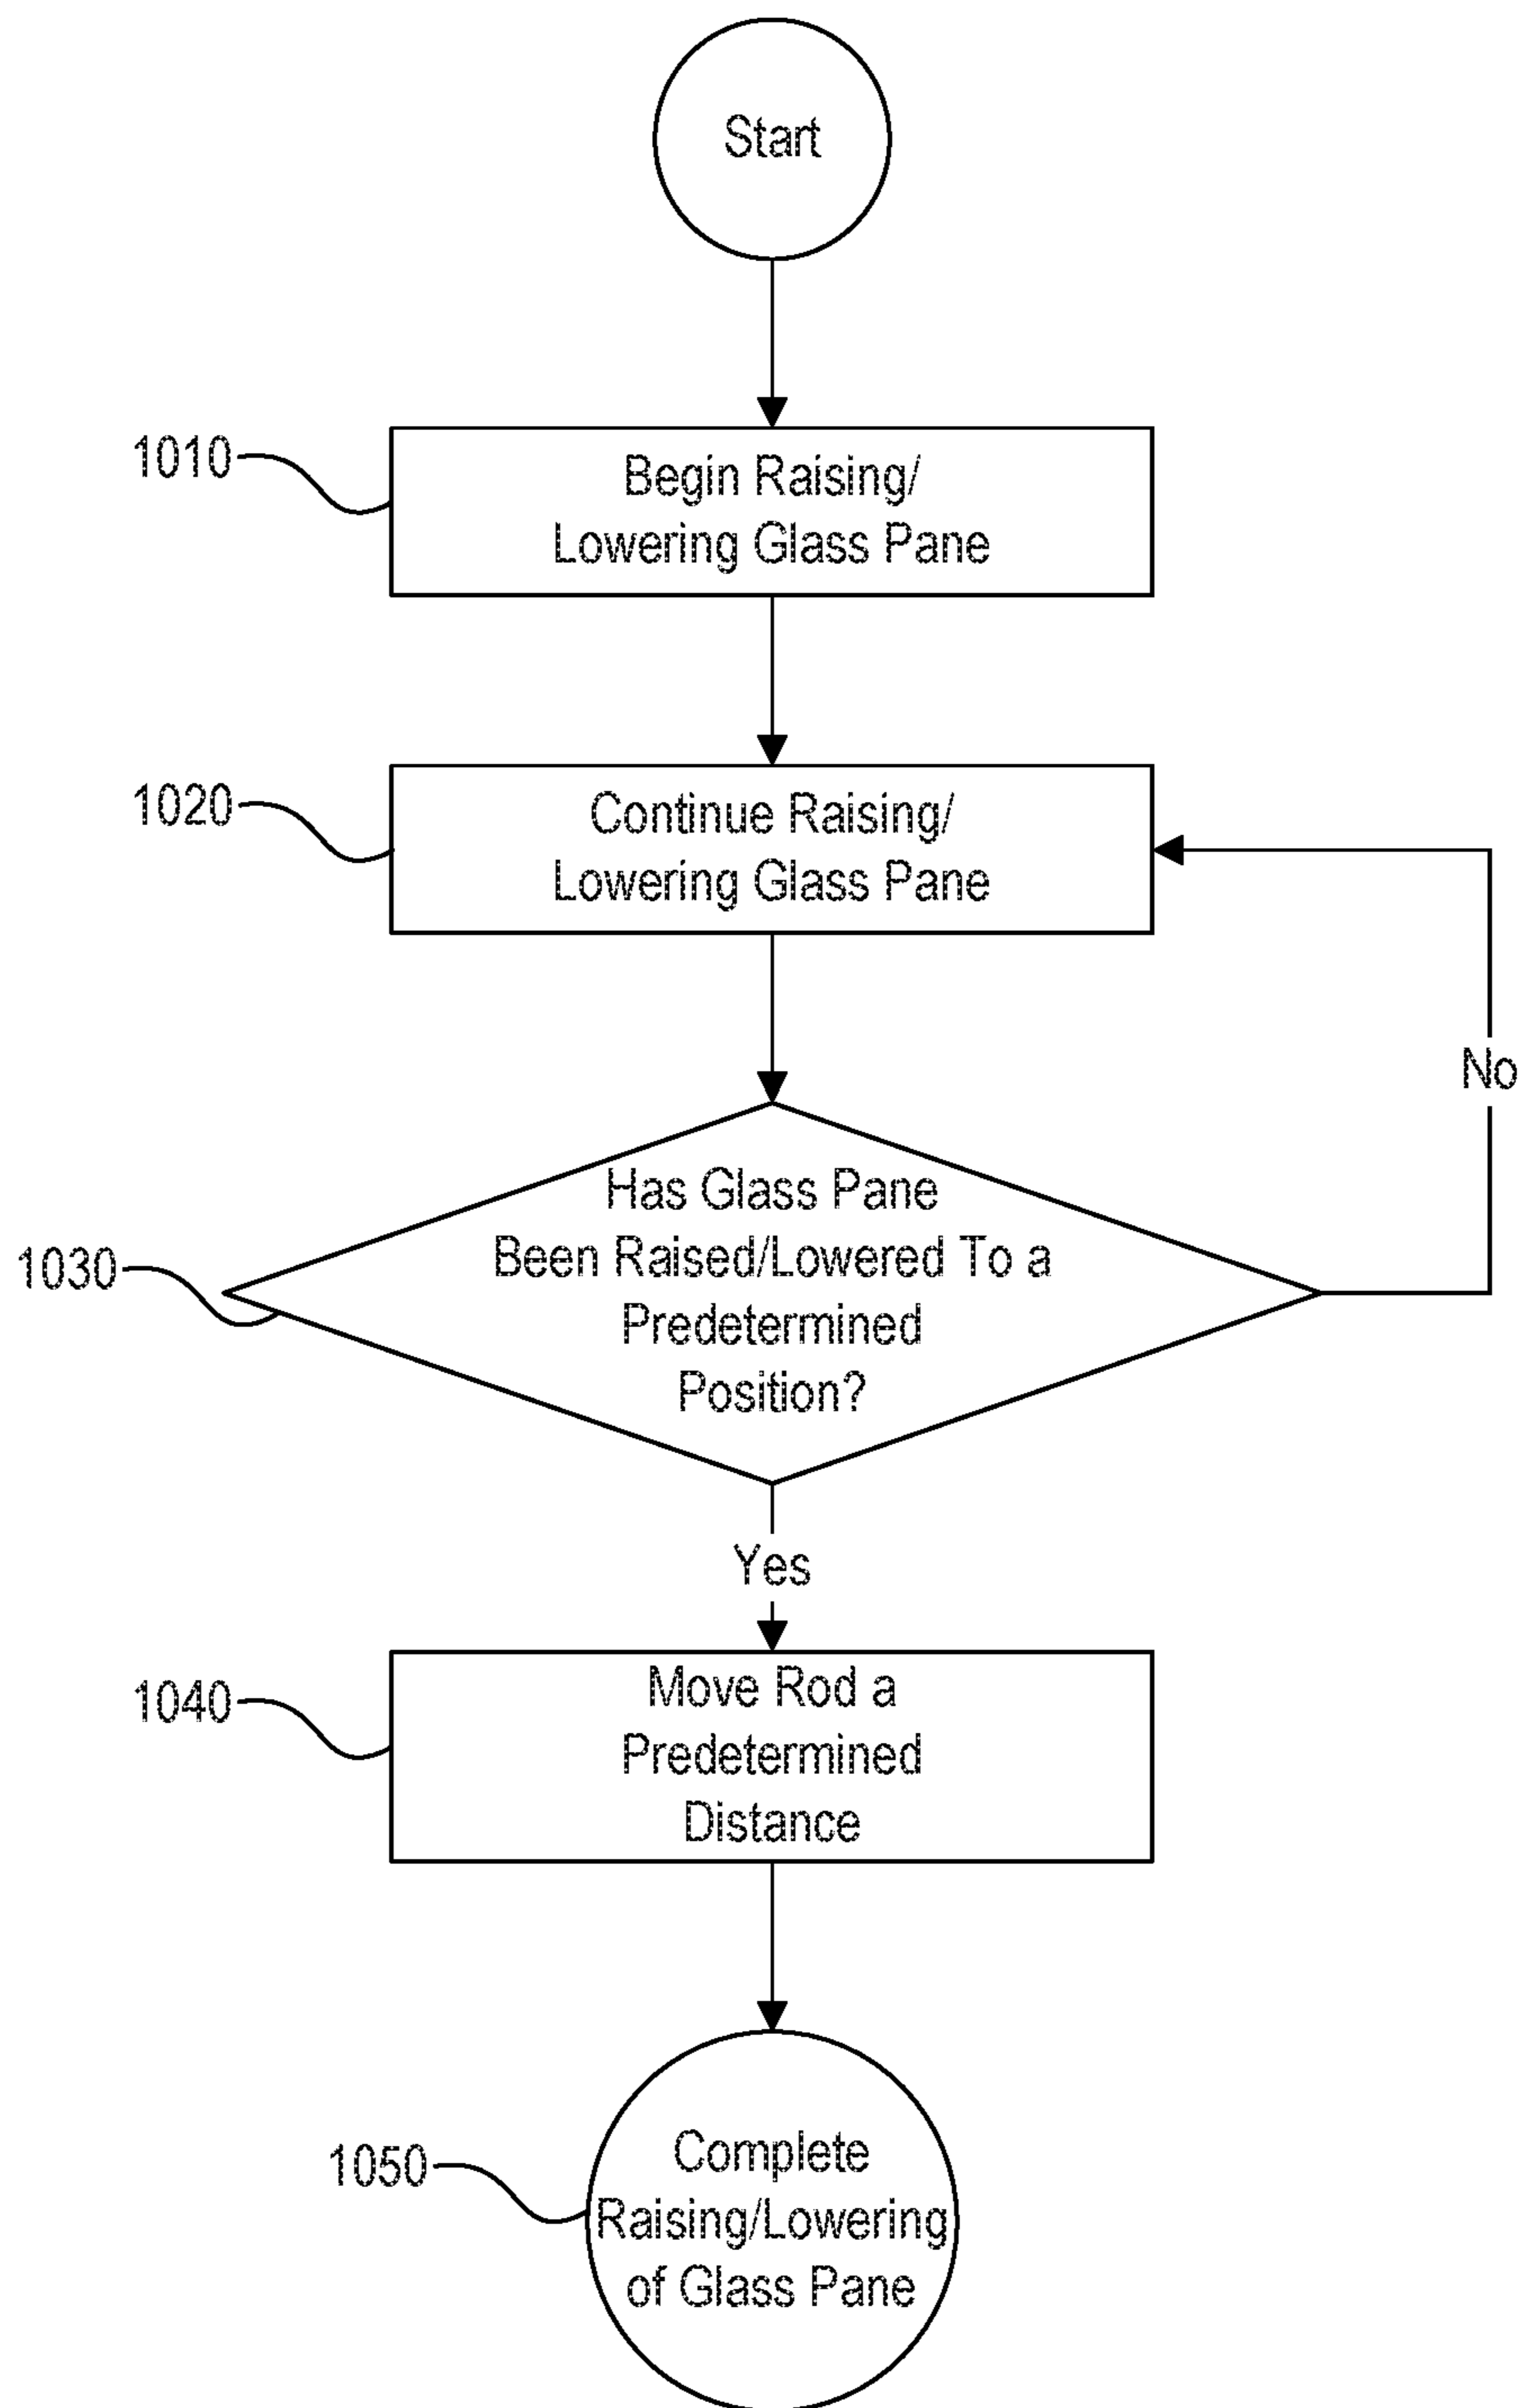 Start
1010
Begin Raising/
Lowering Glass Pane
1020
Continue Raising/
Lowering Glass Pane
No
1030
Has Glass Pane
Been Raised/Lowered To a
Predetermined
Position?
Yes
1040
Move Rod a
Predetermined
Distance
1050
Complete
Raising/Lowering
of Glass Pane